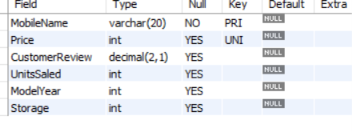 Field Type Null Key Default Extra
MobileName varchar(20) NO PRI NULL
Price int YES UNI NULL
CustomerReview decimal(2,1) YES NULL
UnitsSaled int YES NULL
ModelYear int YES NULL
Storage int YES NULL